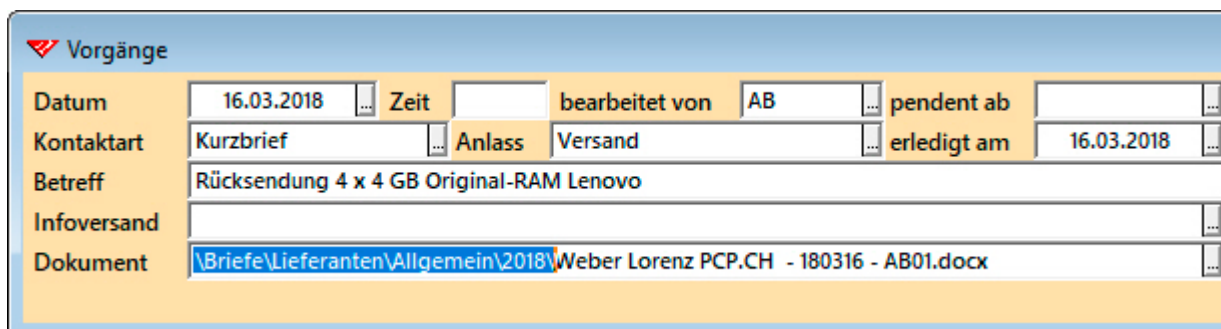 Vorgänge
Datum 16.03.2018 ... Zeit bearbeitet von AB ... pendent ab ...
Kontaktart Kurzbrief ... Anlass Versand ... erledigt am 16.03.2018 ...
Betreff Rücksendung 4 x 4 GB Original-RAM Lenovo
Infoversand ...
Dokument \Briefe\Lieferanten\Allgemein\2018\Weber Lorenz PCP.CH - 180316 - AB01.docx ...